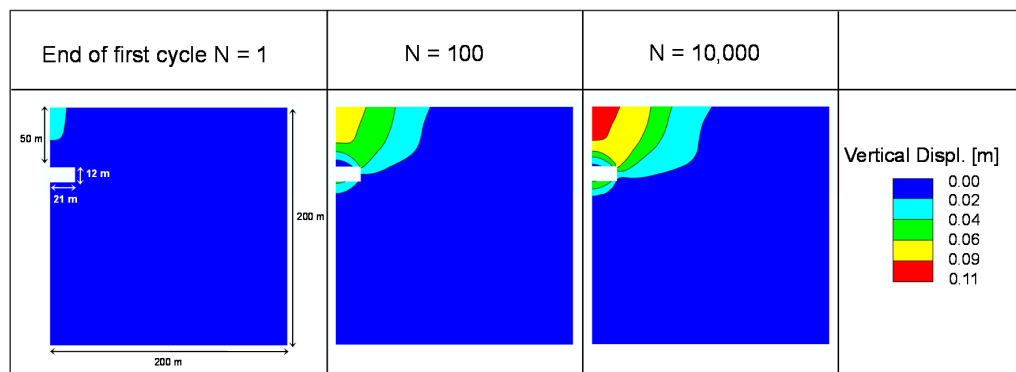 End of first cycle N = 1
N = 100
N = 10,000
50 m
12 m
21 m
200 m
200 m
Vertical Displ. [m]
0.00
0.02
0.04
0.06
0.09
0.11